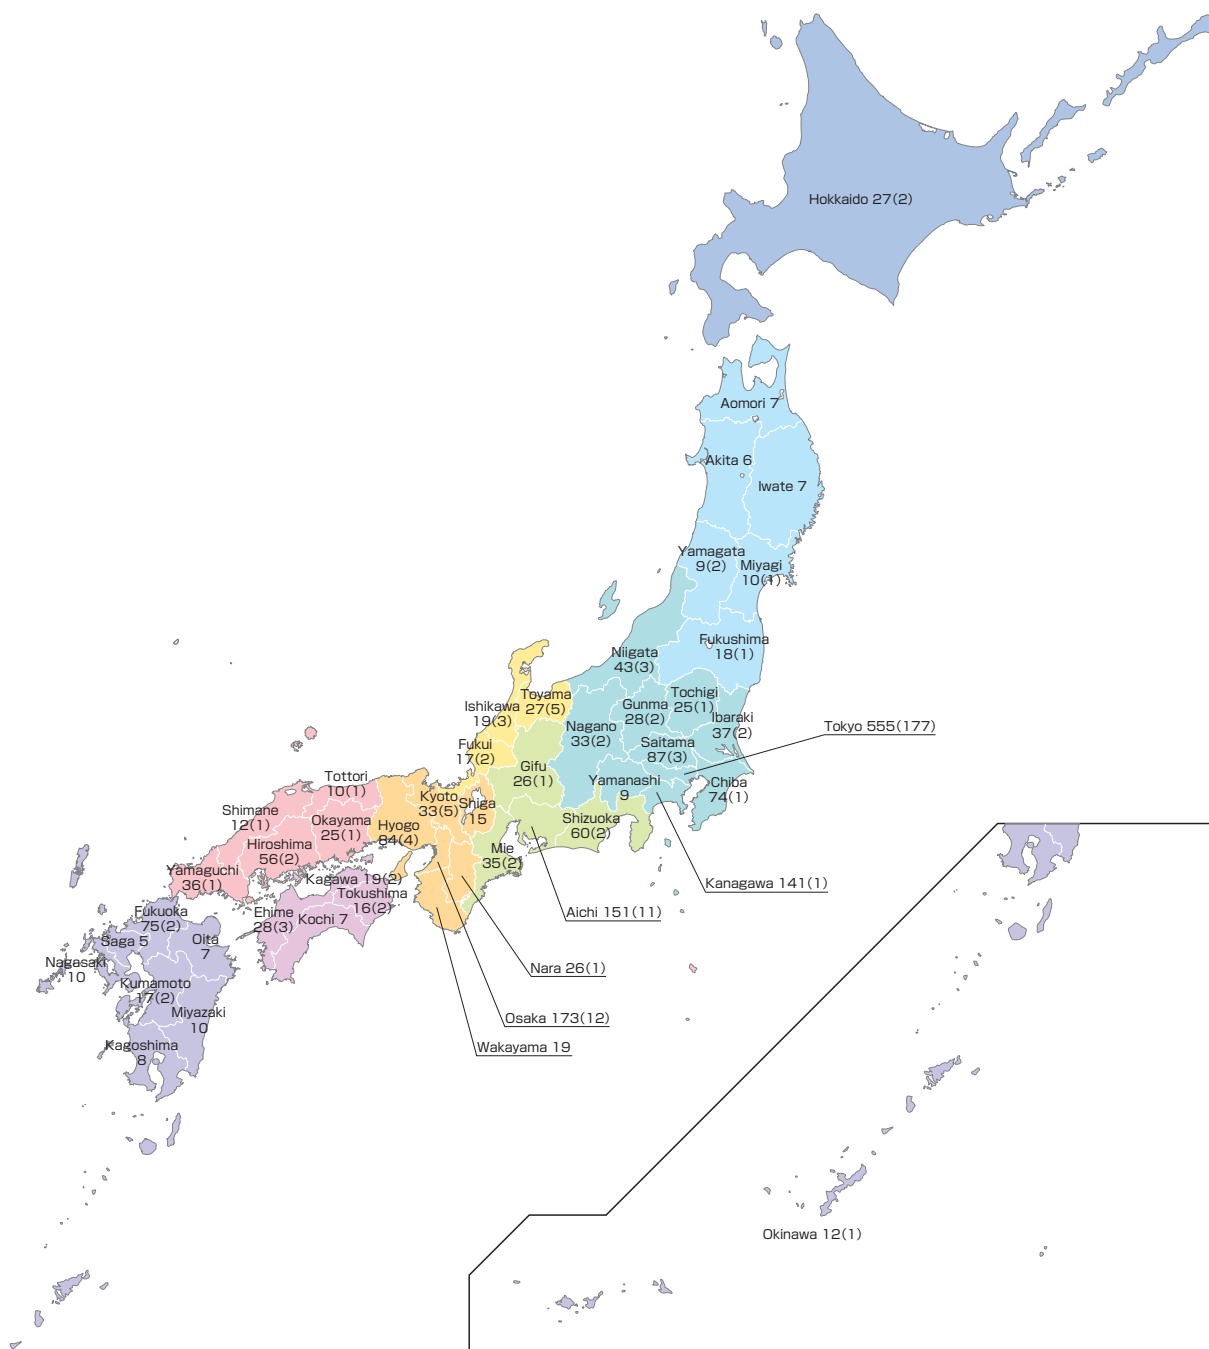 Hokkaido 27(2)
Aomori 7
Akita 6
Iwate 7
Yamagata
9(2)
Miyagi
10(1)
Fukushima
18(1)
Niigata
43(3)
Tochigi
25(1)
Gunma
28(2)
Ibaraki
37(2)
Nagano
33(2)
Saitama
87(3)
Tokyo 555(177)
Yamanashi
9
Chiba
74(1)
Kanagawa 141(1)
Toyama
27(5)
Ishikawa
19(3)
Fukui
17(2)
Gifu
26(1)
Shizuoka
60(2)
Aichi 151(11)
Mie
35(2)
Shiga
15
Kyoto
33(5)
Hyogo
84(4)
Nara 26(1)
Osaka 173(12)
Wakayama 19
Tottori
10(1)
Shimane
12(1)
Okayama
25(1)
Hiroshima
56(2)
Yamaguchi
36(1)
Kagawa 19(2)
Tokushima
16(2)
Ehime
28(3)
Kochi 7
Fukuoka
75(2)
Saga 5
Oita
7
Nagasaki
10
Kumamoto
17(2)
Miyazaki
10
Kagoshima
8
Okinawa 12(1)